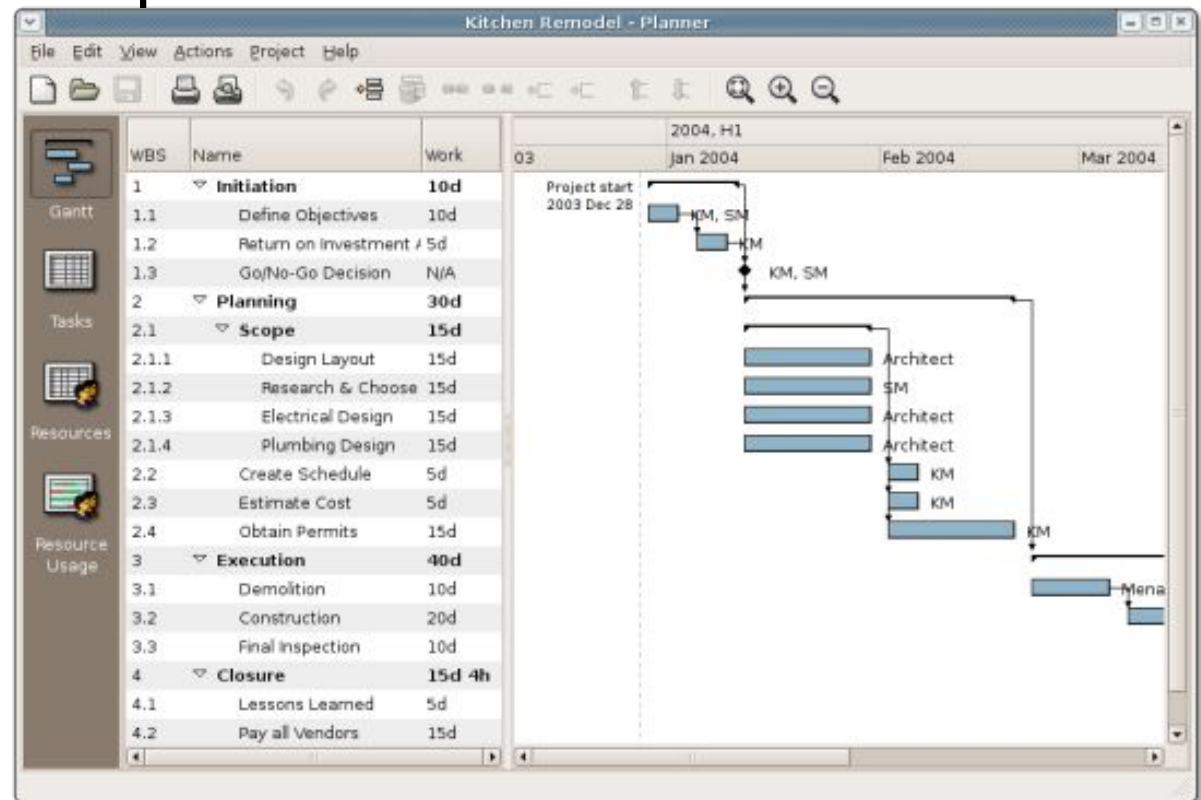 Kitchen Remodel - Planner
File Edit View Actions Project Help
Gantt
Tasks
Resources
Resource
Usage
WBS Name Work
1 Initiation 10d
1.1 Define Objectives 10d
1.2 Return on Investment 5d
1.3 Go/No-Go Decision N/A
2 Planning 30d
2.1 Scope 15d
2.1.1 Design Layout 15d
2.1.2 Research & Choose 15d
2.1.3 Electrical Design 15d
2.1.4 Plumbing Design 15d
2.2 Create Schedule 5d
2.3 Estimate Cost 5d
2.4 Obtain Permits 15d
3 Execution 40d
3.1 Demolition 10d
3.2 Construction 20d
3.3 Final Inspection 10d
4 Closure 15d 4h
4.1 Lessons Learned 5d
4.2 Pay all Vendors 15d
2004, H1
03 Jan 2004 Feb 2004 Mar 2004
Project start
2003 Dec 28
KM, SM
KM
KM, SM
Architect
SM
Architect
Architect
KM
KM
KM
Mena